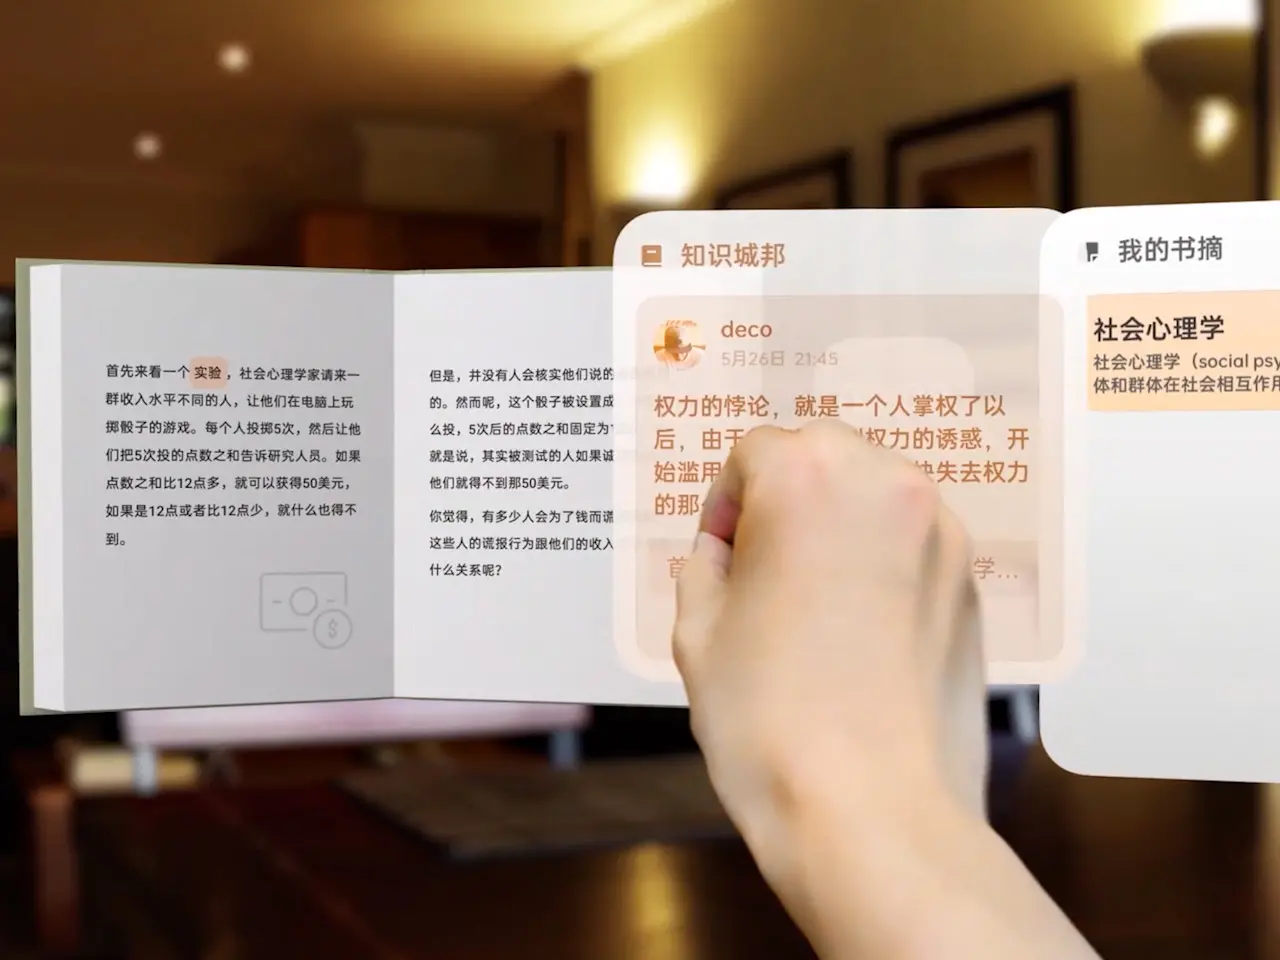 首先来看一个实验，社会心理学家请来一
群收入水平不同的人，让他们在电脑上玩
掷骰子的游戏。每个人投掷5次，然后让他
们把5次投的点数之和告诉研究人员。如果
点数之和比12点多，就可以获得50美元，
如果是12点或者比12点少，就什么也得不
到。
$
但是，并没有人会核实他们说的
的。然而呢，这个骰子被设置成
么投，5次后的点数之和固定为
就是说，其实被测试的人如果诚
他们就得不到那50美元。
你觉得，有多少人会为了钱而谎
这些人的谎报行为跟他们的收入
什么关系呢？
知识城邦
deco
5月26日 21:45
权力的悖论，就是一个人掌权了以
后，由于 权力的诱惑，开
始滥用 失去权力
的那
首 学...
我的书摘
社会心理学
社会心理学（social psy
体和群体在社会相互作用